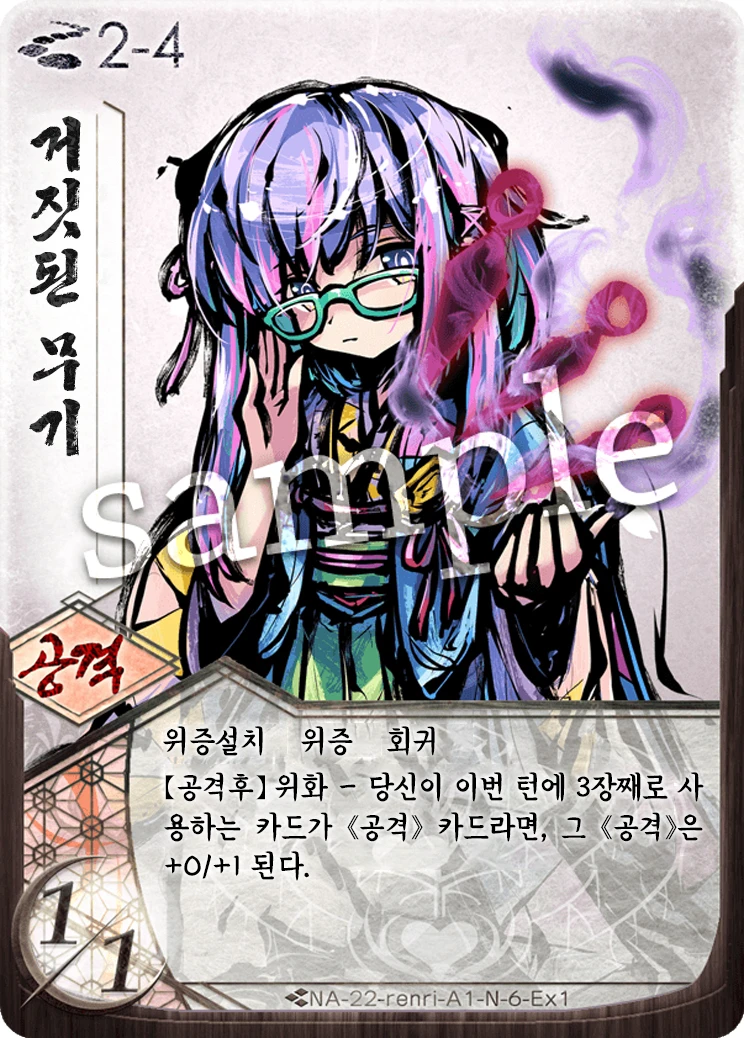 2-4
거짓된 무기
sample
공격
위증설치 위증 회귀
【공격후】위화 - 당신이 이번 턴에 3장째로 사
용하는 카드가 《공격》 카드라면, 그 《공격》은
+0/+1 된다.
1/1
NA-22-renri-A1-N-6-Ex1